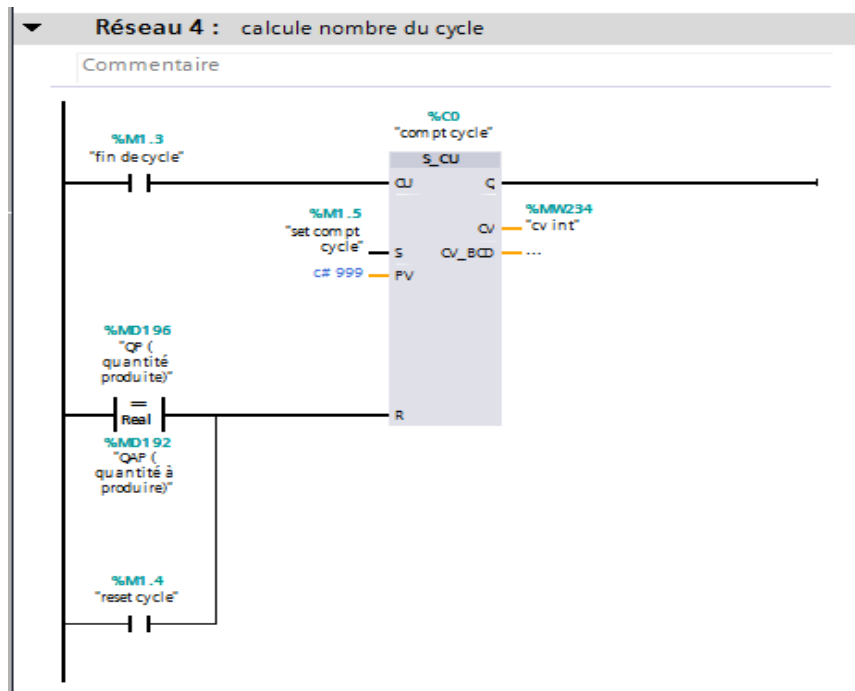 Réseau 4 : calcule nombre du cycle
Commentaire
%C0
"compt cycle"
%M1.3
"fin de cycle"
S_CU
CU Q
%M1.5
"set compt
cycle"
S
%MW234
CV "cv int"
CV_BCD ...
c# 999 PV
%MD196
"QP (
quantité
produite)"
=
Real
R
%MD192
"QAP (
quantité à
produire)"
%M1.4
"reset cycle"